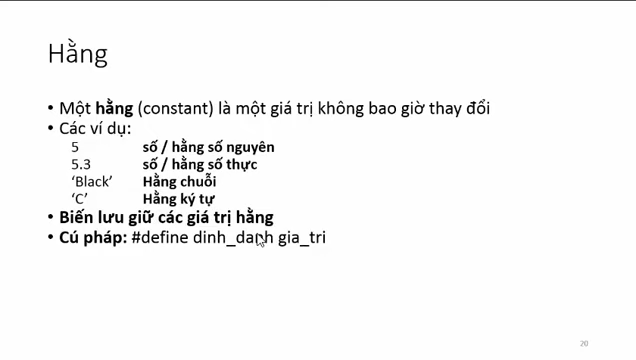 Hằng
• Một hằng (constant) là một giá trị không bao giờ thay đổi
• Các ví dụ:
5 số / hằng số nguyên
5.3 số / hằng số thực
‘Black’ Hằng chuỗi
‘C’ Hằng ký tự
• Biến lưu giữ các giá trị hằng
• Cú pháp: #define dinh_danh gia_tri
20